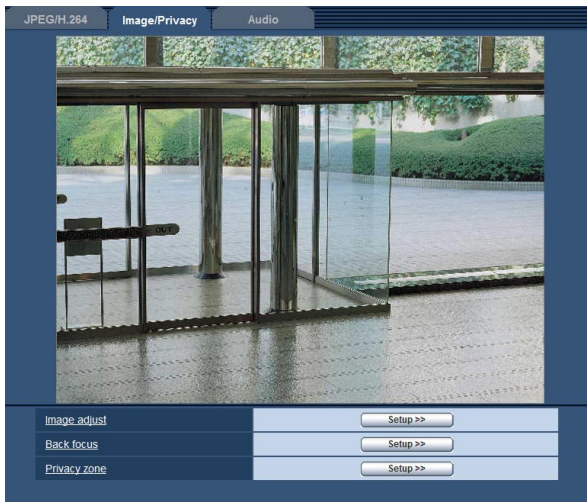 JPEG/H.264 Image/Privacy Audio
OUT
Image adjust Setup >>
Back focus Setup >>
Privacy zone Setup >>